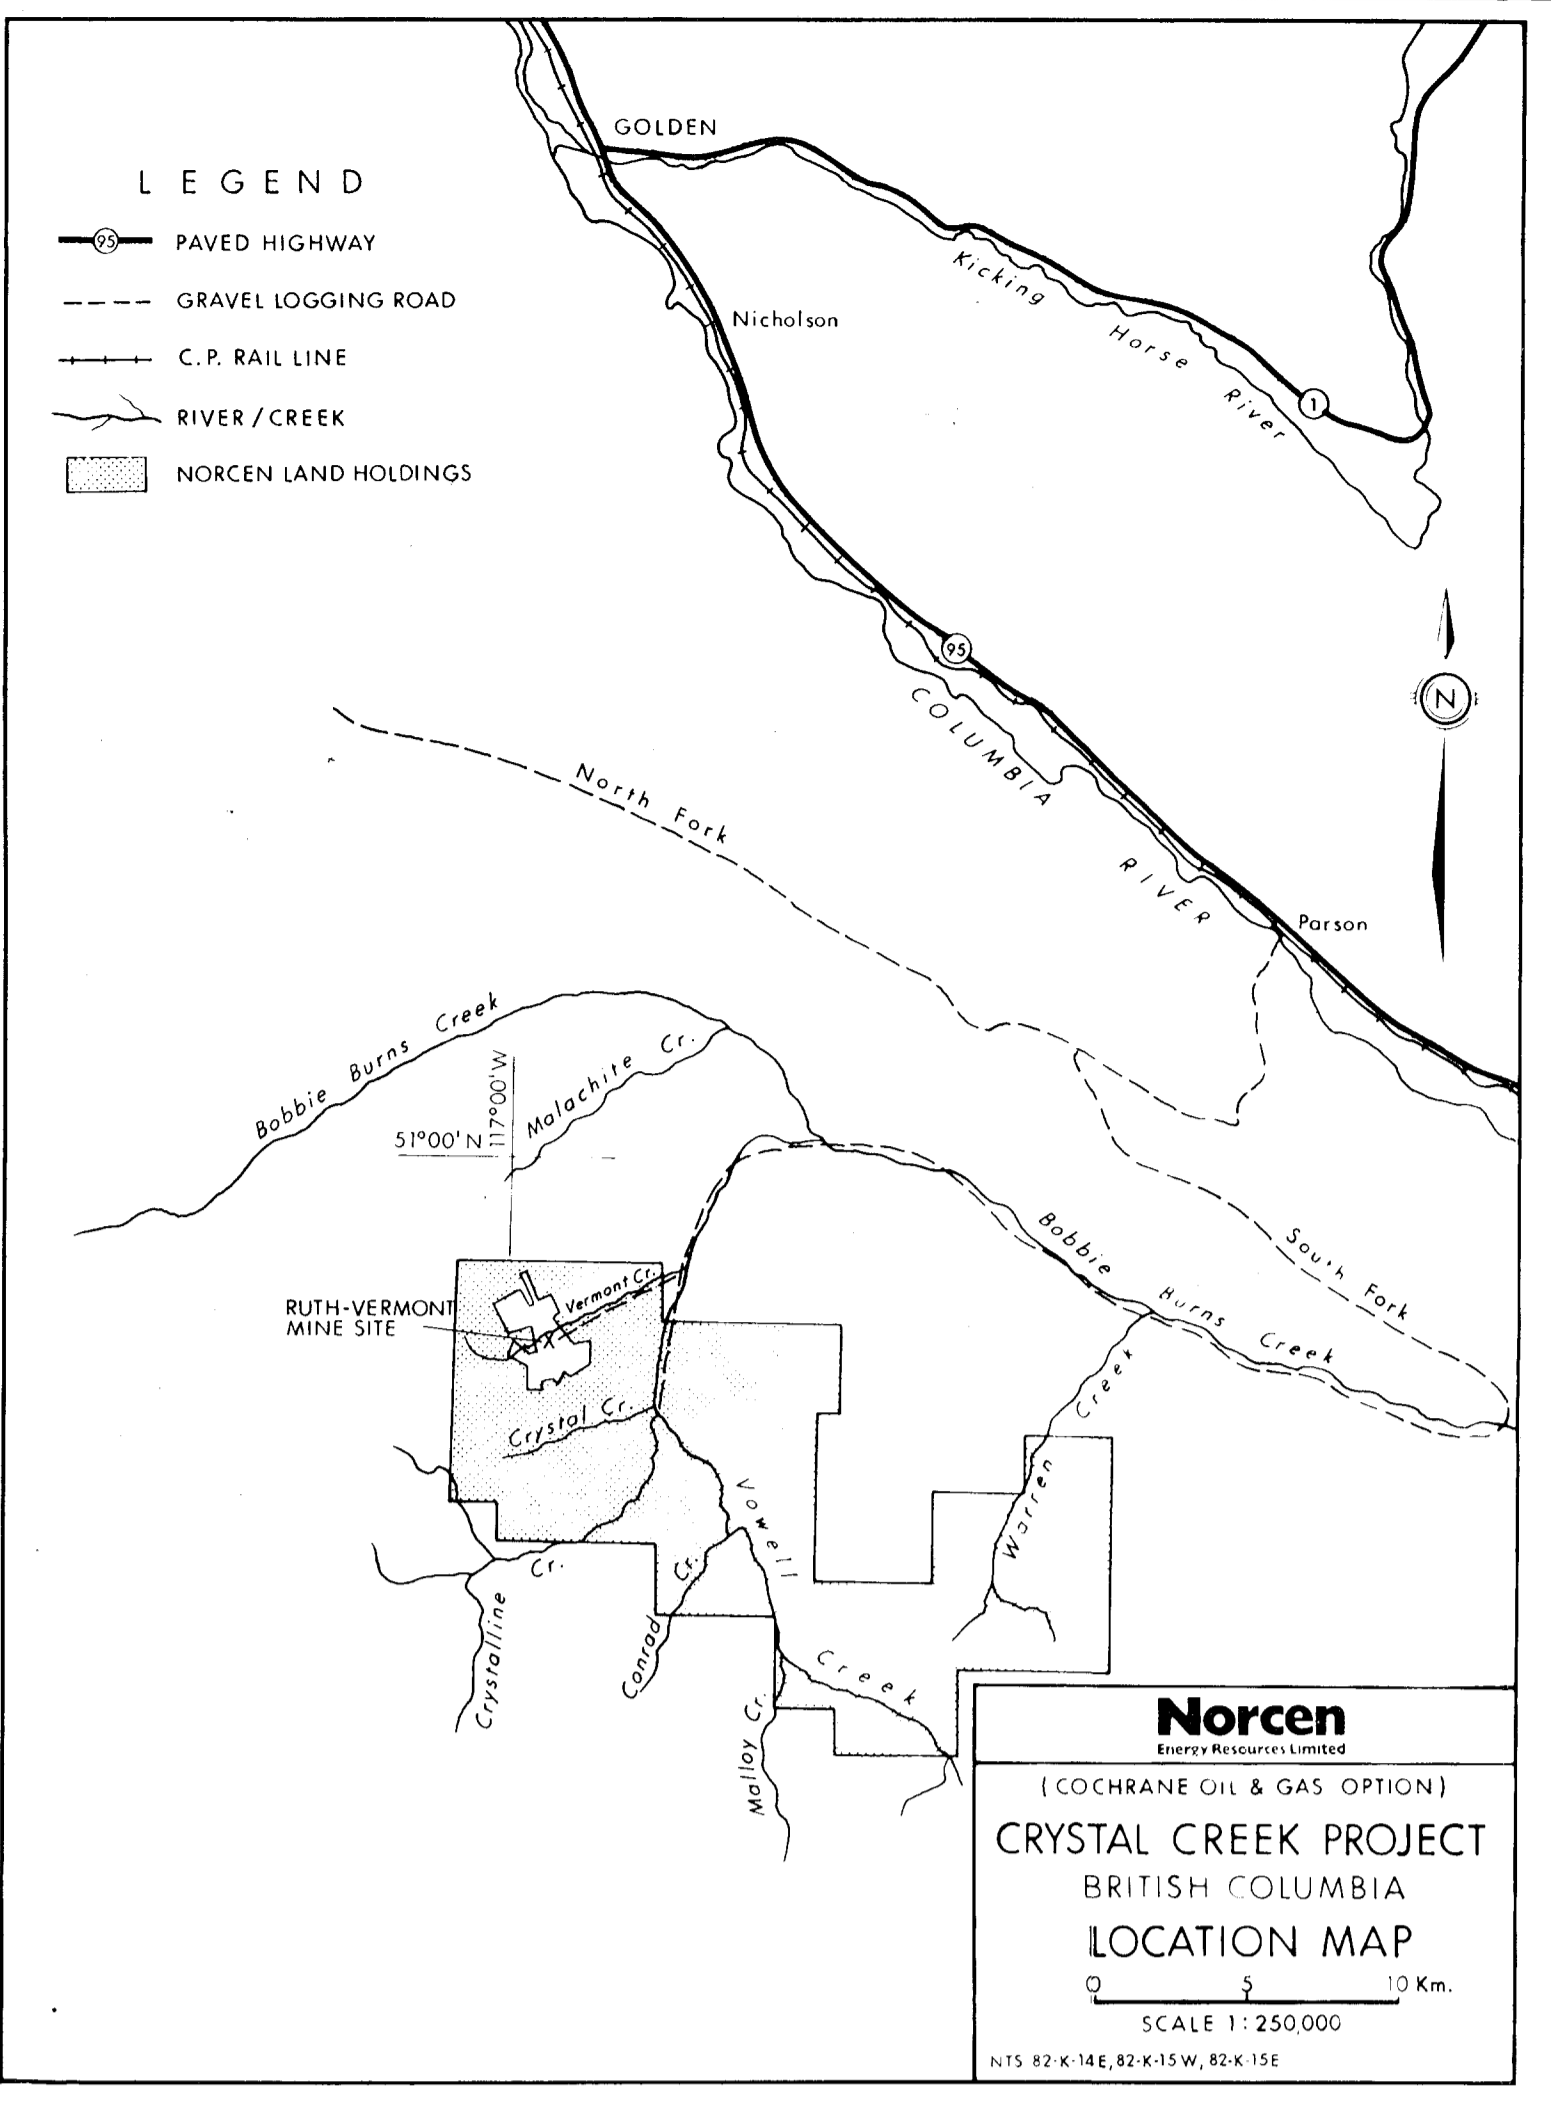 GOLDEN
LEGEND
95 PAVED HIGHWAY
GRAVEL LOGGING ROAD
C.P. RAIL LINE
RIVER/CREEK
NORCEN LAND HOLDINGS
Kicking Horse River
1
Nicholson
95
COLUMBIA RIVER
N
North Fork
Parson
Bobbie Burns Creek
Malachite Cr.
117°00'W
51°00'N
Bobbie Burns Creek
South Fork
Vermont Cr.
RUTH-VERMONT
MINE SITE
X
Crystal Cr.
Warren Creek
Vowell Creek
Crystalline Cr.
Conrad Cr.
Malloy Cr.
Norcen
Energy Resources Limited
(COCHRANE OIL & GAS OPTION)
CRYSTAL CREEK PROJECT
BRITISH COLUMBIA
LOCATION MAP
0 5 10 Km.
SCALE 1:250,000
NTS 82-K-14E, 82-K-15W, 82-K-15E